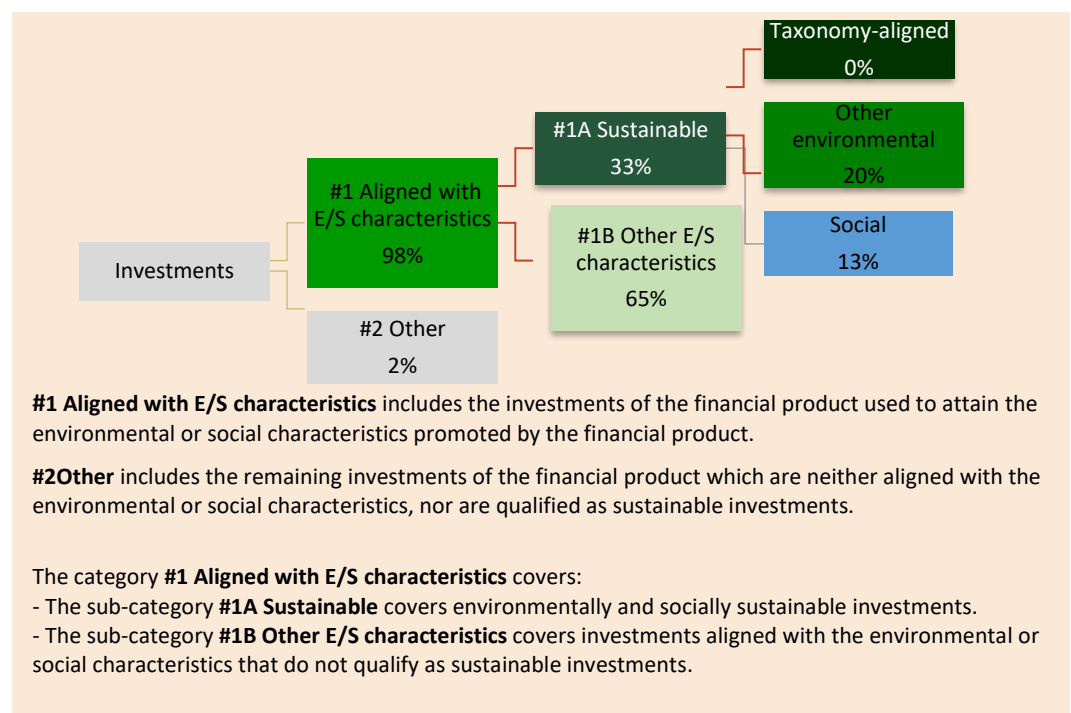 Taxonomy-aligned
0%
Other
environmental
20%
#1A Sustainable
33%
#1 Aligned with
E/S characteristics
98%
Social
13%
#1B Other E/S
characteristics
65%
Investments
#2 Other
2%
#1 Aligned with E/S characteristics includes the investments of the financial product used to attain the
environmental or social characteristics promoted by the financial product.
#2Other includes the remaining investments of the financial product which are neither aligned with the
environmental or social characteristics, nor are qualified as sustainable investments.
The category #1 Aligned with E/S characteristics covers:
- The sub-category #1A Sustainable covers environmentally and socially sustainable investments.
- The sub-category #1B Other E/S characteristics covers investments aligned with the environmental or
social characteristics that do not qualify as sustainable investments.